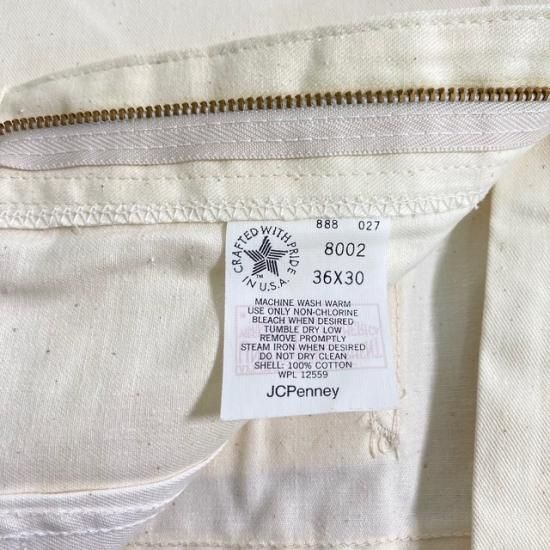 888 027
8002
36X30
CRAFTED WITH PRIDE
IN U.S.A.
MACHINE WASH WARM
USE ONLY NON-CHLORINE
BLEACH WHEN DESIRED
TUMBLE DRY LOW
REMOVE PROMPTLY
STEAM IRON WHEN DESIRED
DO NOT DRY CLEAN
SHELL: 100% COTTON
WPL 12559
JCPenney